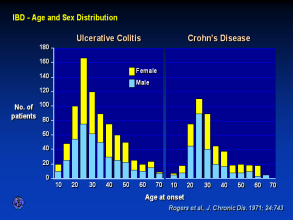 IBD - Age and Sex Distribution
Ulcerative Colitis
Crohn's Disease
180
160
140
120
100
80
60
40
20
0
No. of
patients
Female
Male
10 20 30 40 50 60 70
10 20 30 40 50 60 70
Age at onset
Rogers et al., J. Chronic Dis. 1971; 24:743